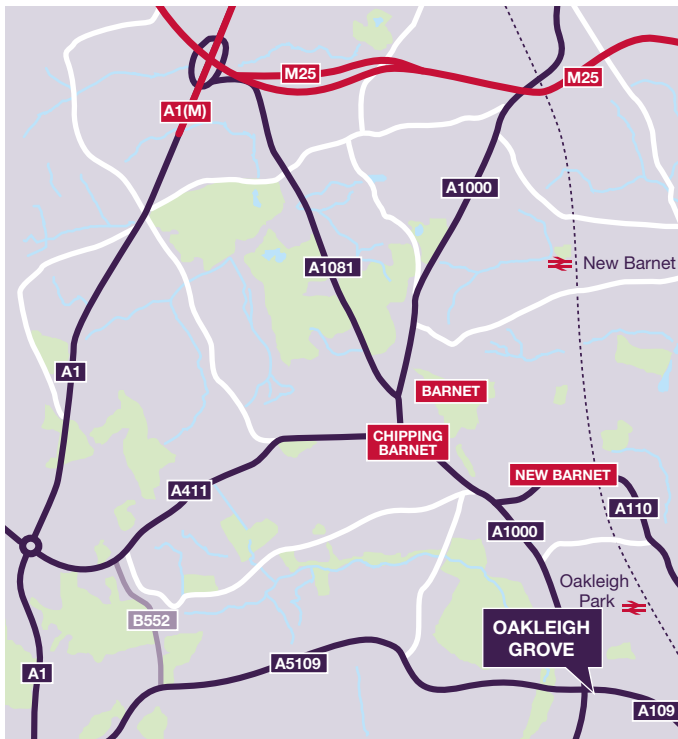 M25
M25
A1(M)
A1000
New Barnet
A1081
A1
BARNET
CHIPPING
BARNET
NEW BARNET
A411
A110
A1000
Oakleigh
Park
B552
OAKLEIGH
GROVE
A5109
A1
A109